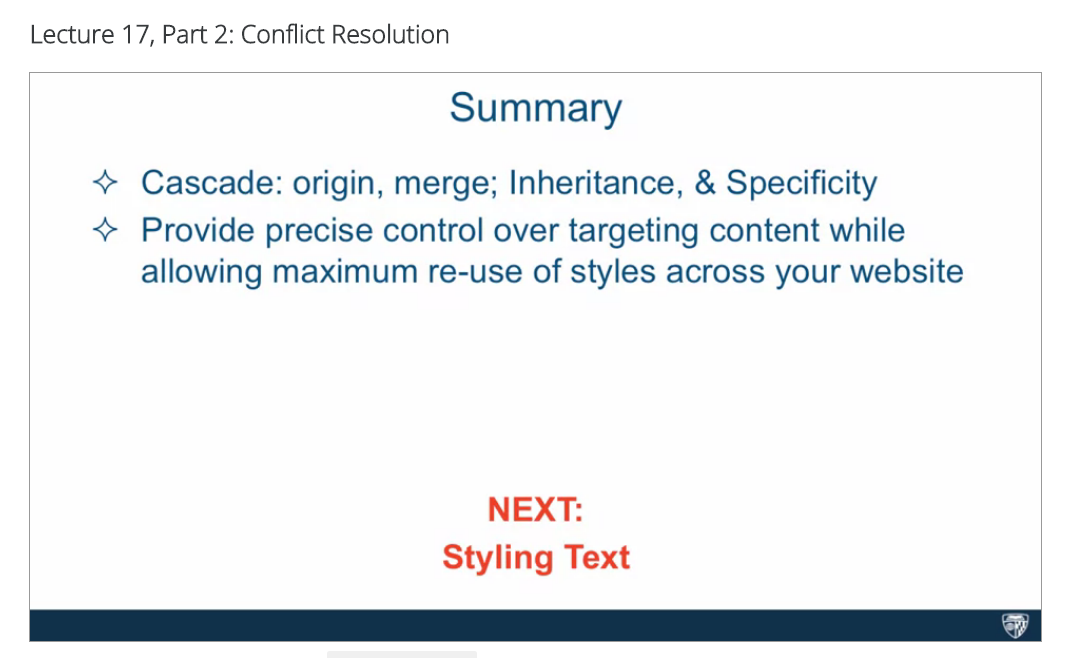 Lecture 17, Part 2: Conflict Resolution
Summary
Cascade: origin, merge; Inheritance, & Specificity
Provide precise control over targeting content while
allowing maximum re-use of styles across your website
NEXT:
Styling Text